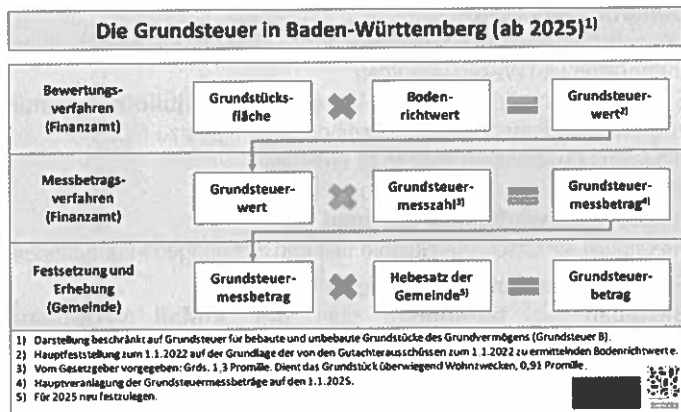 Die Grundsteuer in Baden-Württemberg (ab 2025)¹⁾
Bewertungs-
verfahren
(Finanzamt)
Grundstücks-
fläche
Boden-
richtwert
Grundsteuer-
wert²⁾
Messbetrags-
verfahren
(Finanzamt)
Grundsteuer-
wert
Grundsteuer-
messzahl³⁾
Grundsteuer-
messbetrag⁴⁾
Festsetzung und
Erhebung
(Gemeinde)
Grundsteuer-
messbetrag
Hebesatz der
Gemeinde⁵⁾
Grundsteuer-
betrag
1) Darstellung beschränkt auf Grundsteuer für bebaute und unbebaute Grundstücke des Grundvermögens (Grundsteuer B).
2) Hauptfeststellung zum 1.1.2022 auf der Grundlage der von den Gutachterausschüssen zum 1.1.2022 zu ermittelnden Bodenrichtwerte.
3) Vom Gesetzgeber vorgegeben: Grds. 1,3 Promille. Dient das Grundstück überwiegend Wohnzwecken, 0,91 Promille.
4) Hauptveranlagung der Grundsteuermessbeträge auf den 1.1.2025.
5) Für 2025 neu festzulegen.